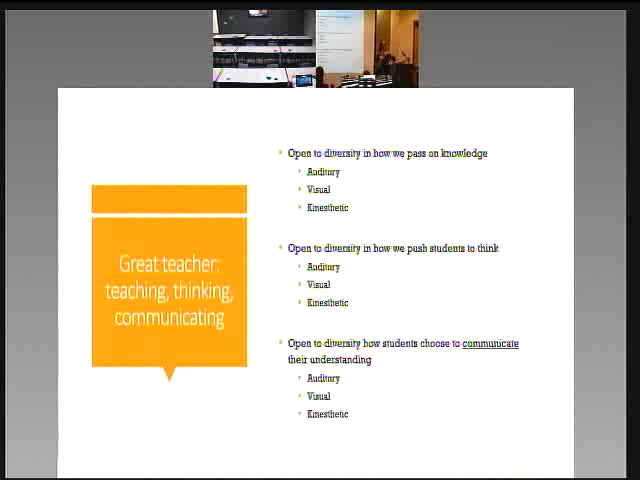 Great teacher:
teaching, thinking,
communicating
Open to diversity in how we pass on knowledge
Auditory
Visual
Kinesthetic
Open to diversity in how we push students to think
Auditory
Visual
Kinesthetic
Open to diversity how students choose to communicate
their understanding
Auditory
Visual
Kinesthetic